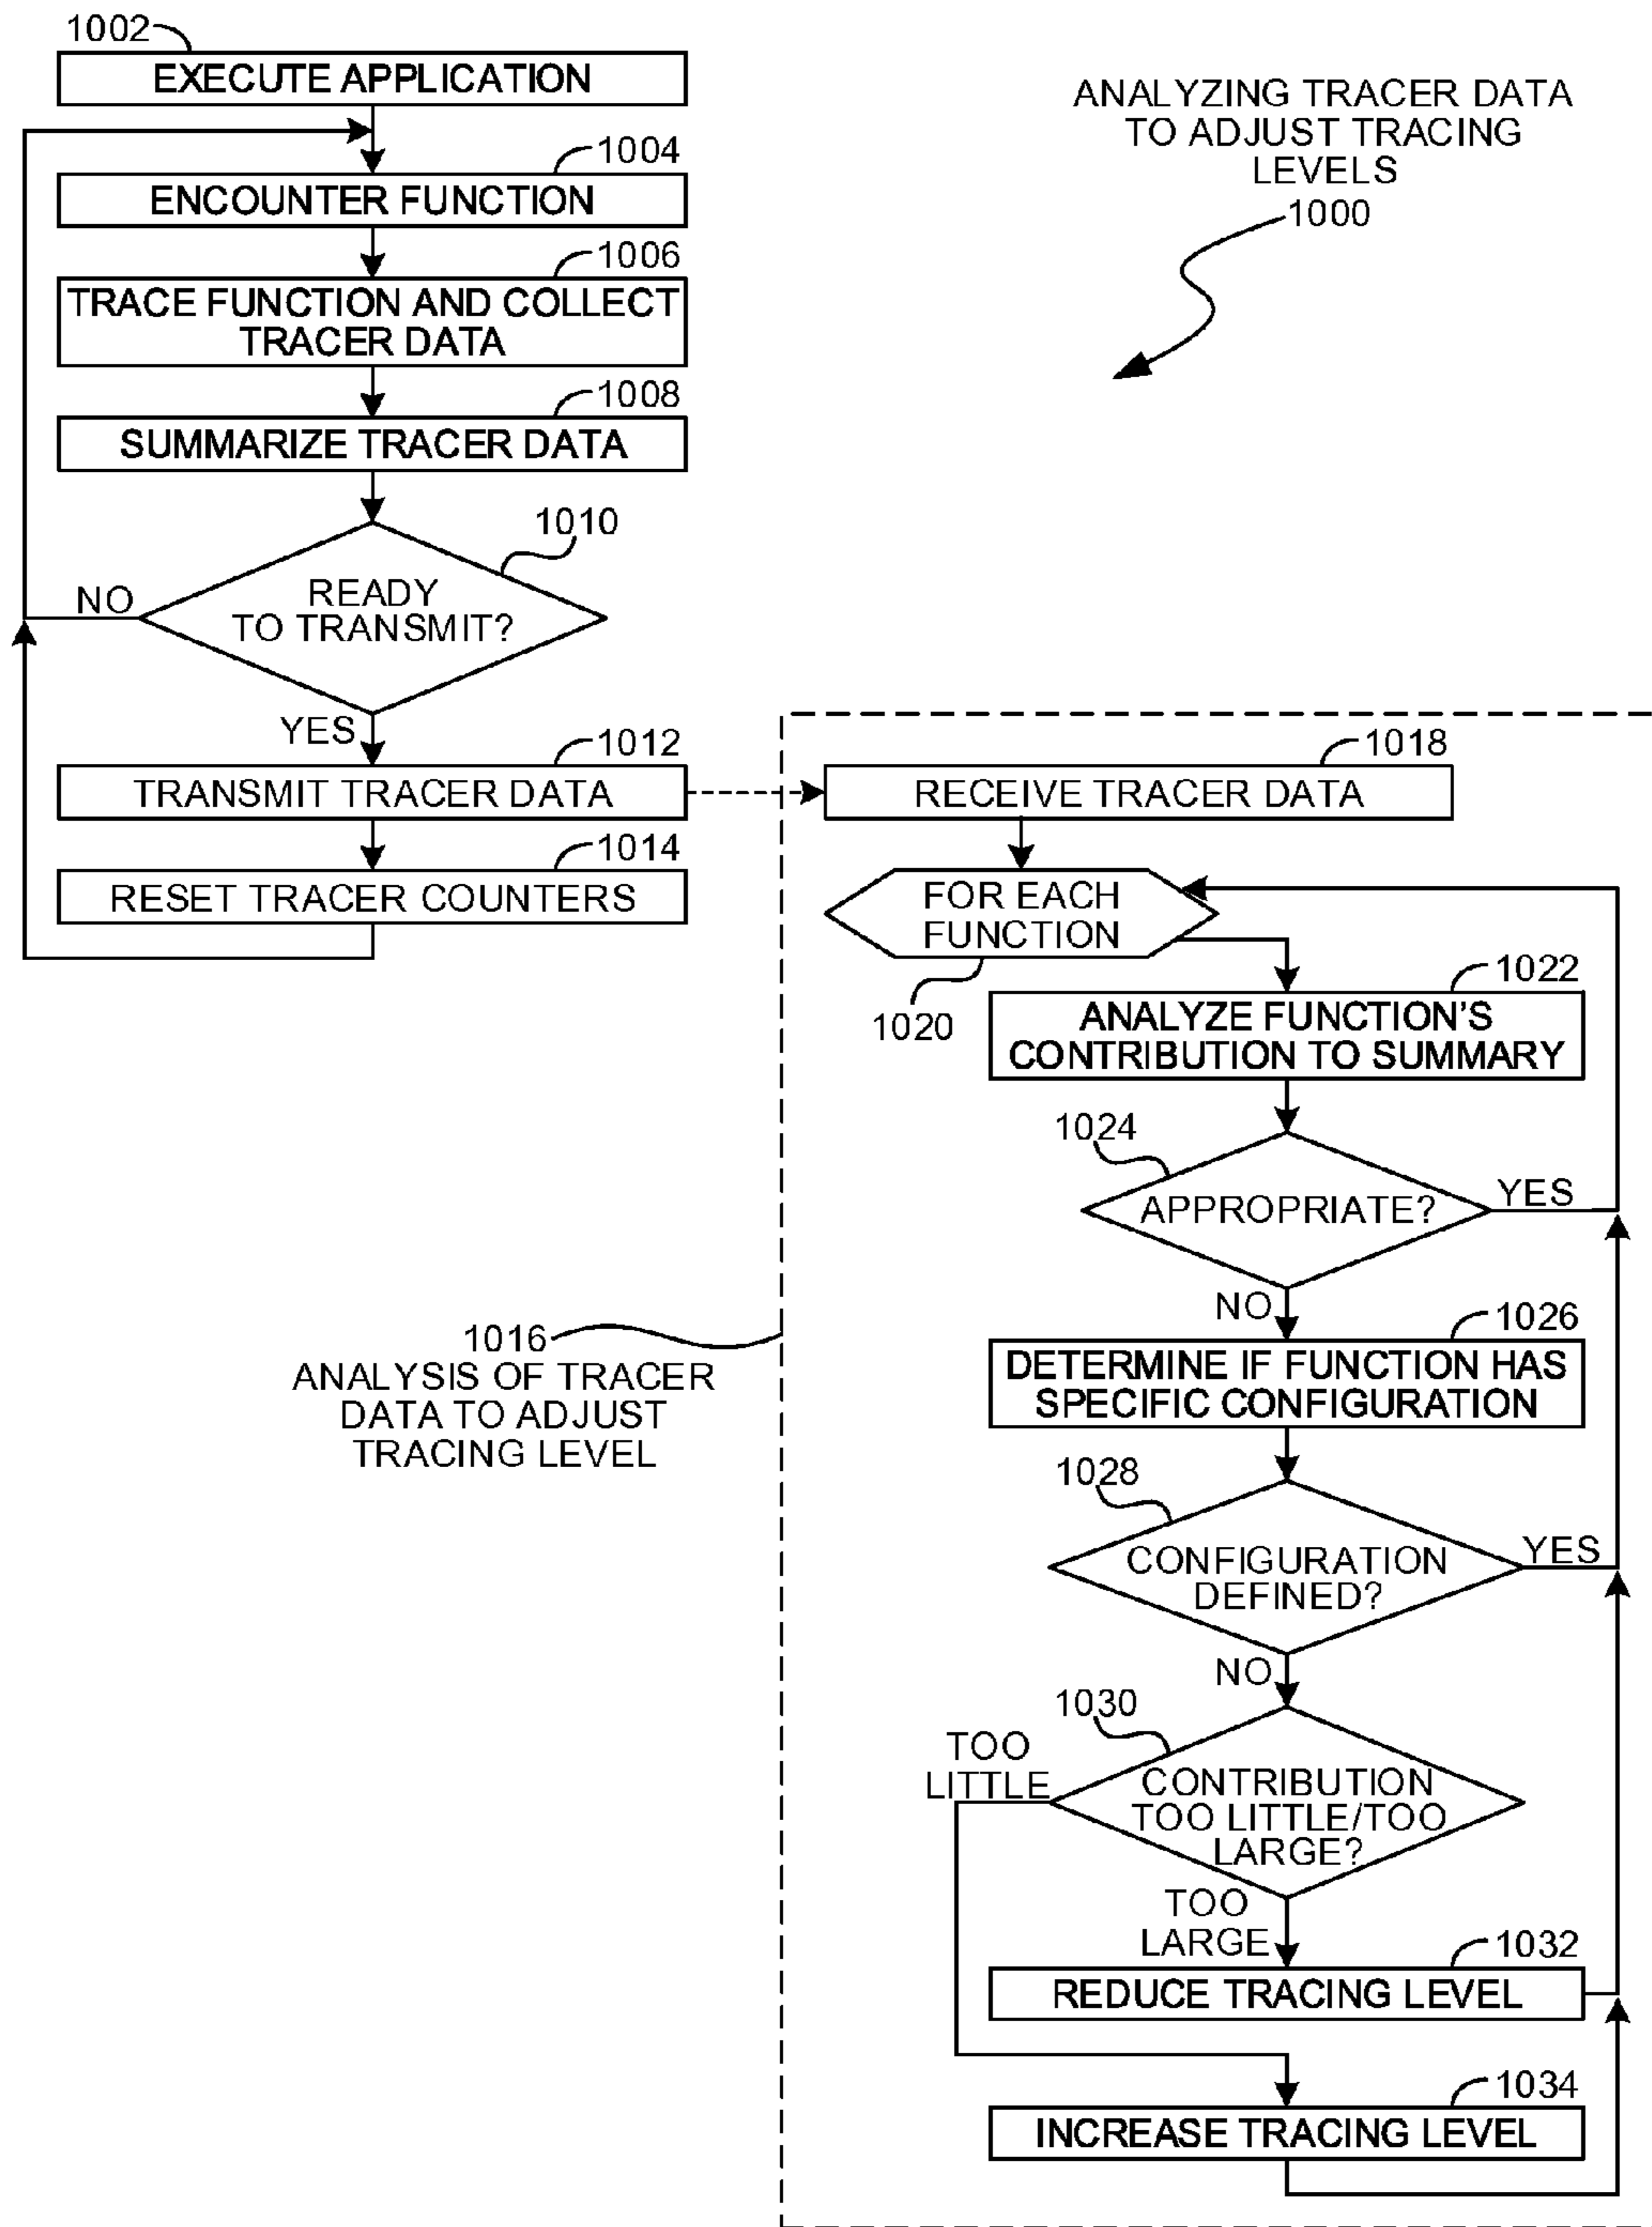 1002
EXECUTE APPLICATION
ANALYZING TRACER DATA
TO ADJUST TRACING
LEVELS
1000
1004
ENCOUNTER FUNCTION
1006
TRACE FUNCTION AND COLLECT
TRACER DATA
1008
SUMMARIZE TRACER DATA
1010
READY
TO TRANSMIT?
NO
YES
1012
TRANSMIT TRACER DATA
1014
RESET TRACER COUNTERS
1016
ANALYSIS OF TRACER
DATA TO ADJUST
TRACING LEVEL
1018
RECEIVE TRACER DATA
FOR EACH
FUNCTION
1020
1022
ANALYZE FUNCTION'S
CONTRIBUTION TO SUMMARY
1024
APPROPRIATE?
YES
NO
1026
DETERMINE IF FUNCTION HAS
SPECIFIC CONFIGURATION
1028
CONFIGURATION
DEFINED?
YES
NO
1030
TOO
LITTLE
CONTRIBUTION
TOO LITTLE/TOO
LARGE?
TOO
LARGE
1032
REDUCE TRACING LEVEL
1034
INCREASE TRACING LEVEL